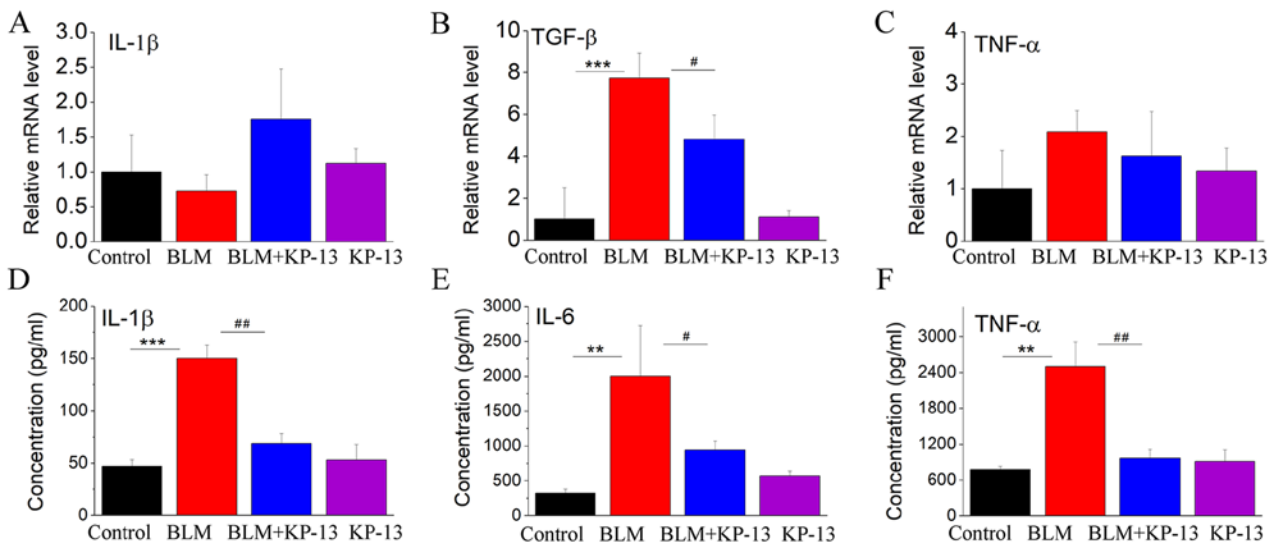 A
IL-1β
Relative mRNA level
3.0
2.5
2.0
1.5
1.0
0.5
0.0
Control BLM BLM+KP-13 KP-13
B
TGF-β
Relative mRNA level
10
8
6
4
2
0
*** #
Control BLM BLM+KP-13 KP-13
C
TNF-α
Relative mRNA level
4
3
2
1
0
Control BLM BLM+KP-13 KP-13
D
IL-1β
Concentration (pg/ml)
200
150
100
50
0
*** ##
Control BLM BLM+KP-13 KP-13
E
IL-6
Concentration (pg/ml)
3000
2500
2000
1500
1000
500
0
** #
Control BLM BLM+KP-13 KP-13
F
TNF-α
Concentration (pg/ml)
3000
2400
1800
1200
600
0
** ##
Control BLM BLM+KP-13 KP-13